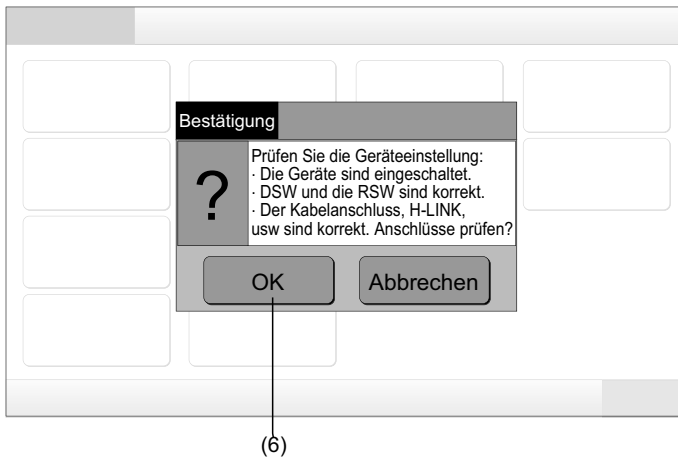 Bestätigung
?
Prüfen Sie die Geräteeinstellung:
· Die Geräte sind eingeschaltet.
· DSW und die RSW sind korrekt.
· Der Kabelanschluss, H-LINK,
usw sind korrekt. Anschlüsse prüfen?
OK
Abbrechen
(6)